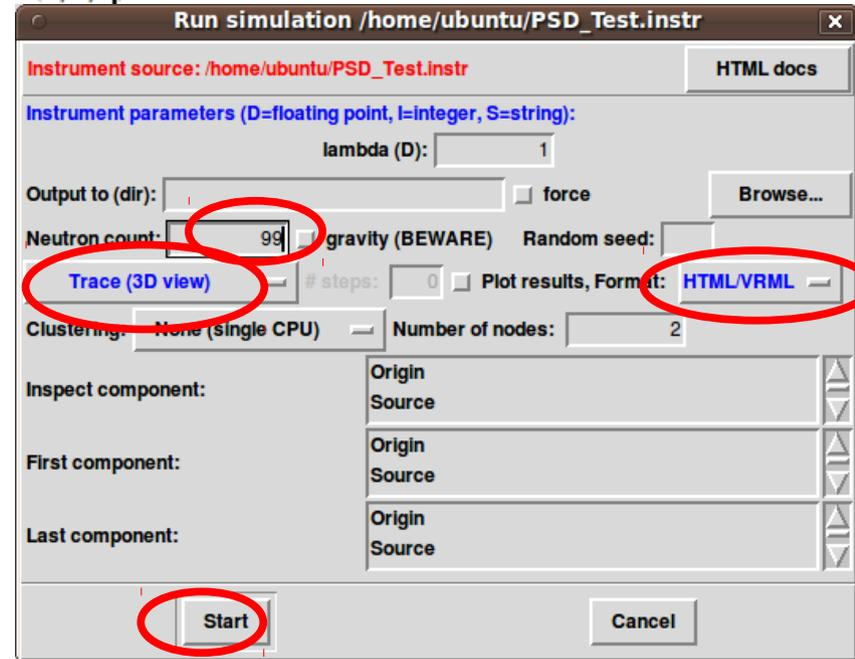 Run simulation /home/ubuntu/PSD_Test.instr
Instrument source: /home/ubuntu/PSD_Test.instr HTML docs
Instrument parameters (D=floating point, I=integer, S=string):
lambda (D): 1
Output to (dir): force Browse...
Neutron count: 99 gravity (BEWARE) Random seed:
Trace (3D view) # steps: 0 Plot results, Format: HTML/VRML
Clustering: None (single CPU) Number of nodes: 2
Inspect component:
Origin
Source
First component:
Origin
Source
Last component:
Origin
Source
Start Cancel